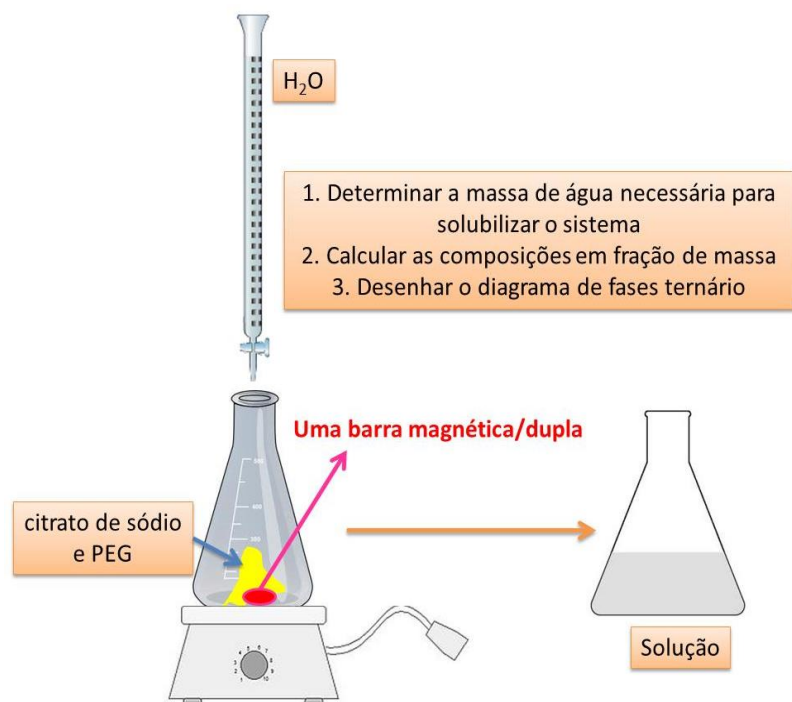 H₂O
1. Determinar a massa de água necessária para
solubilizar o sistema
2. Calcular as composições em fração de massa
3. Desenhar o diagrama de fases ternário
Uma barra magnética/dupla
citrato de sódio
e PEG
Solução